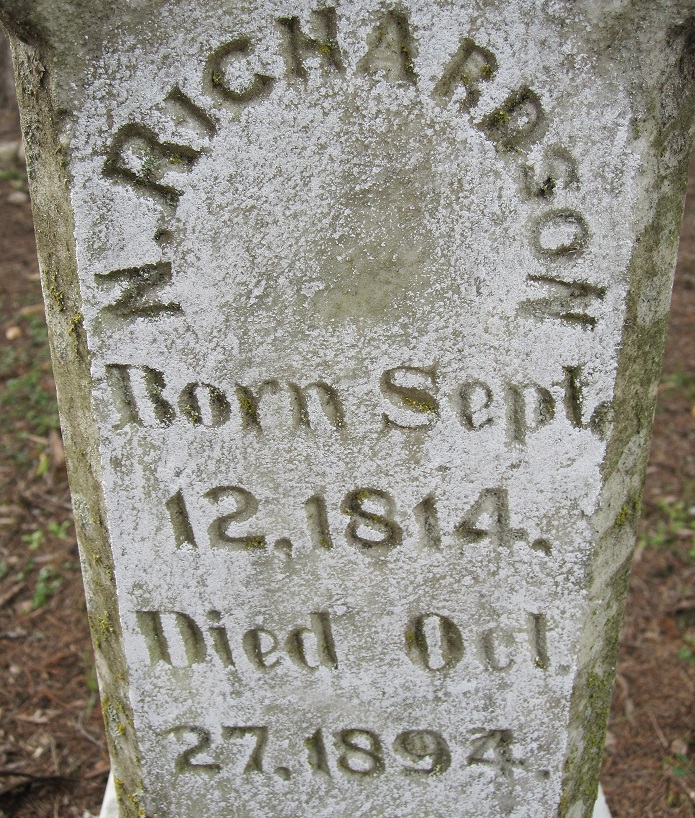 N. RICHARDSON
Born Sept.
12, 1814.
Died Oct.
27, 1894.